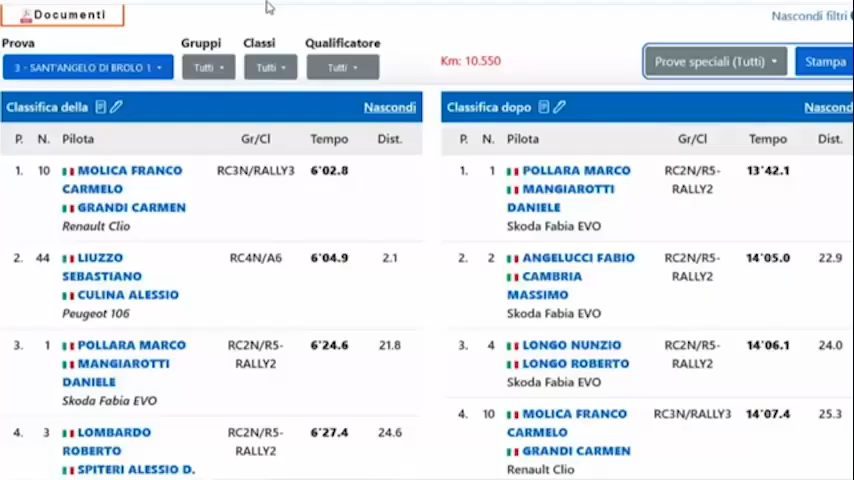 Documenti
Nascondi filtri
Prova Gruppi Classi Qualificatore
3 - SANT'ANGELO DI BROLO 1 Tutti Tutti Tutti
Km: 10.550
Prove speciali (Tutti) Stampa
Classifica della Nascondi
P. N. Pilota Gr/Cl Tempo Dist.
1. 10 MOLICA FRANCO RC3N/RALLY3 6'02.8
CARMELO
GRANDI CARMEN
Renault Clio
2. 44 LIUZZO RC4N/A6 6'04.9 2.1
SEBASTIANO
CULINA ALESSIO
Peugeot 106
3. 1 POLLARA MARCO RC2N/R5- 6'24.6 21.8
MANGIAROTTI RALLY2
DANIELE
Skoda Fabia EVO
4. 3 LOMBARDO RC2N/R5- 6'27.4 24.6
ROBERTO RALLY2
SPITERI ALESSIO D.
Classifica dopo Nascond
P. N. Pilota Gr/Cl Tempo Dist.
1. 1 POLLARA MARCO RC2N/R5- 13'42.1
MANGIAROTTI RALLY2
DANIELE
Skoda Fabia EVO
2. 2 ANGELUCCI FABIO RC2N/R5- 14'05.0 22.9
CAMBRIA RALLY2
MASSIMO
Skoda Fabia EVO
3. 4 LONGO NUNZIO RC2N/R5- 14'06.1 24.0
LONGO ROBERTO RALLY2
Skoda Fabia EVO
4. 10 MOLICA FRANCO RC3N/RALLY3 14'07.4 25.3
CARMELO
GRANDI CARMEN
Renault Clio